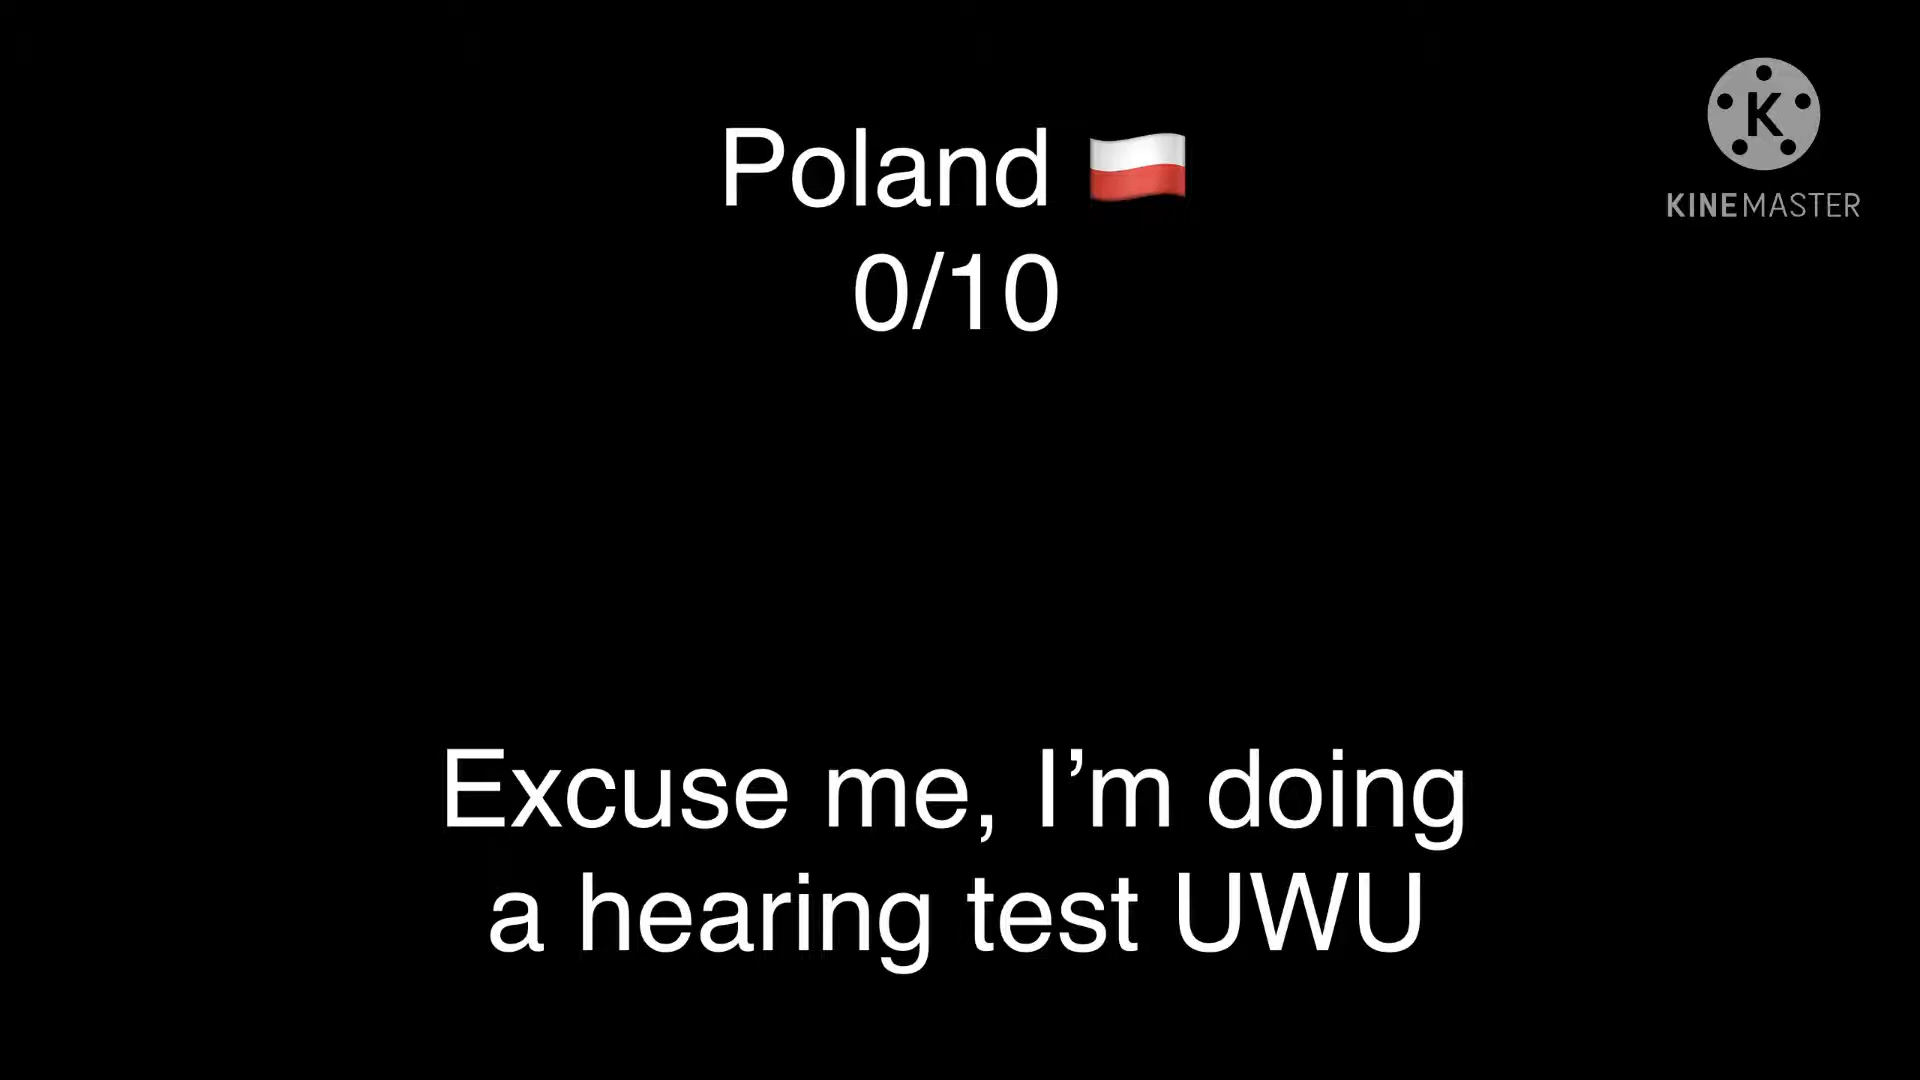 Poland 🇵🇱
0/10
K
KINEMASTER
Excuse me, I’m doing
a hearing test UWU